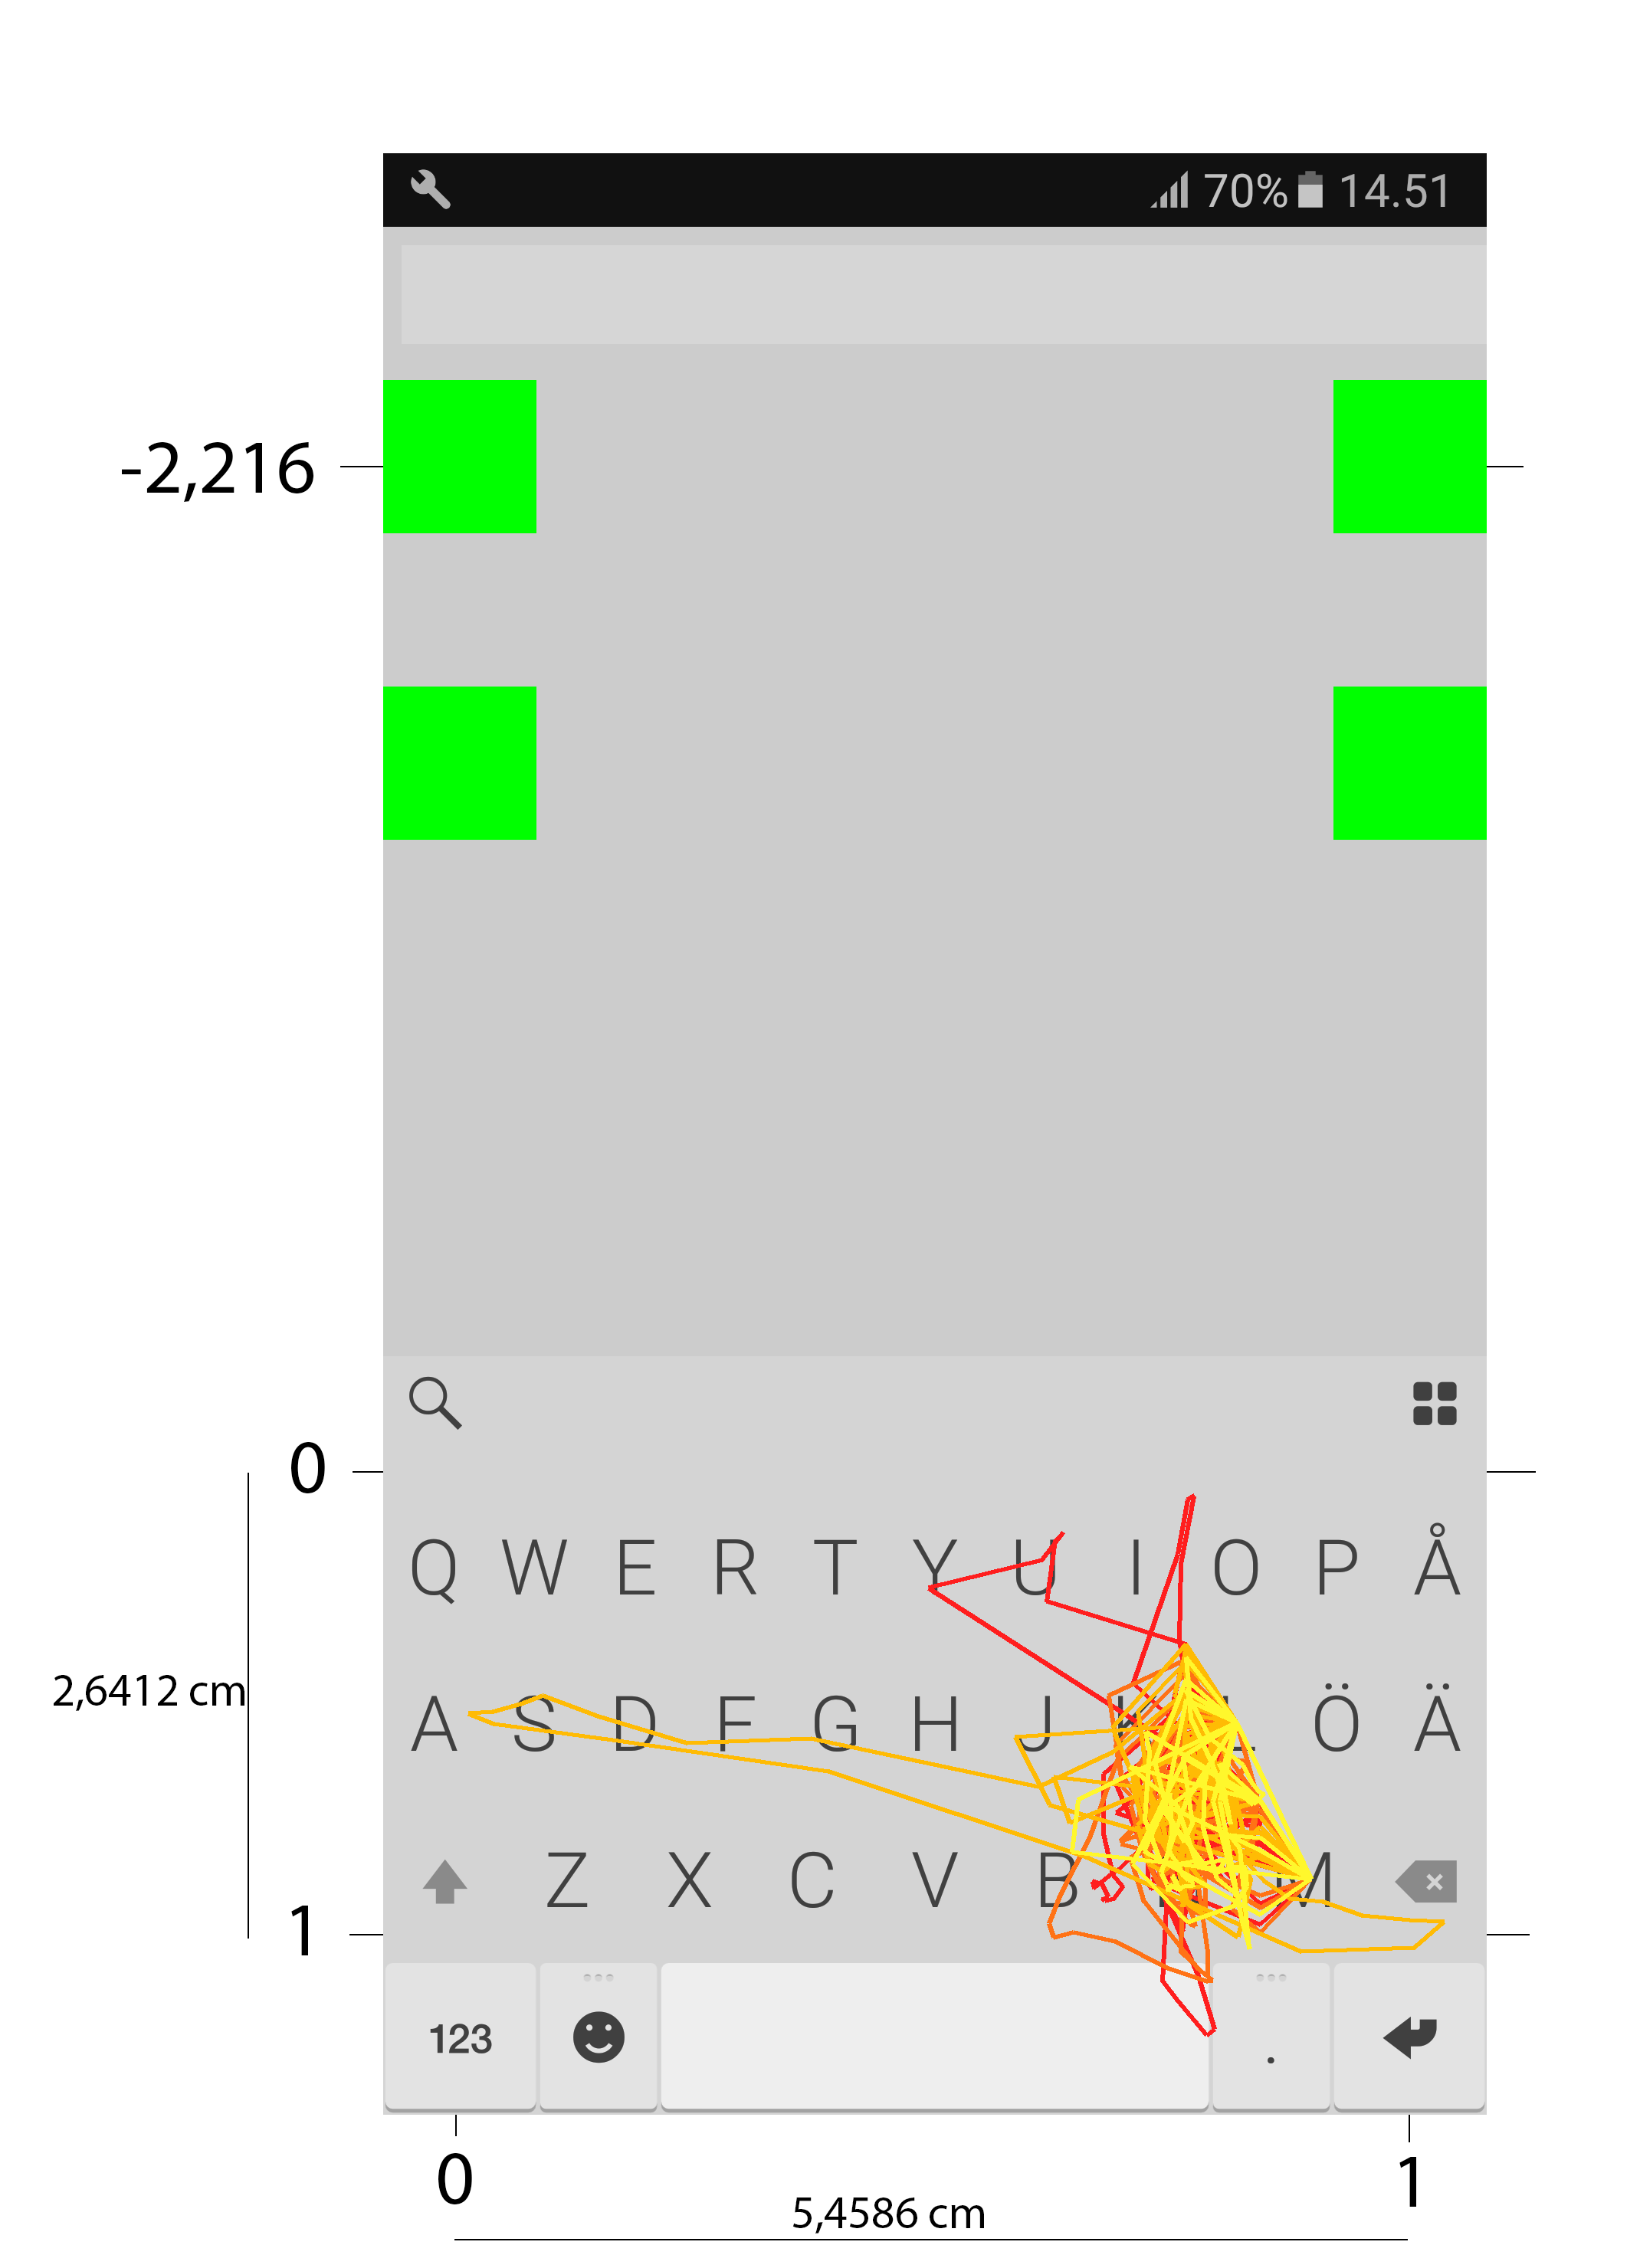 70% 14.51
-2,216
0
Q W E R T Y U I O P Å
2,6412 cm
A S D F G H J K L Ö Ä
Z X C V B N M
1
123 .
0 1
5,4586 cm